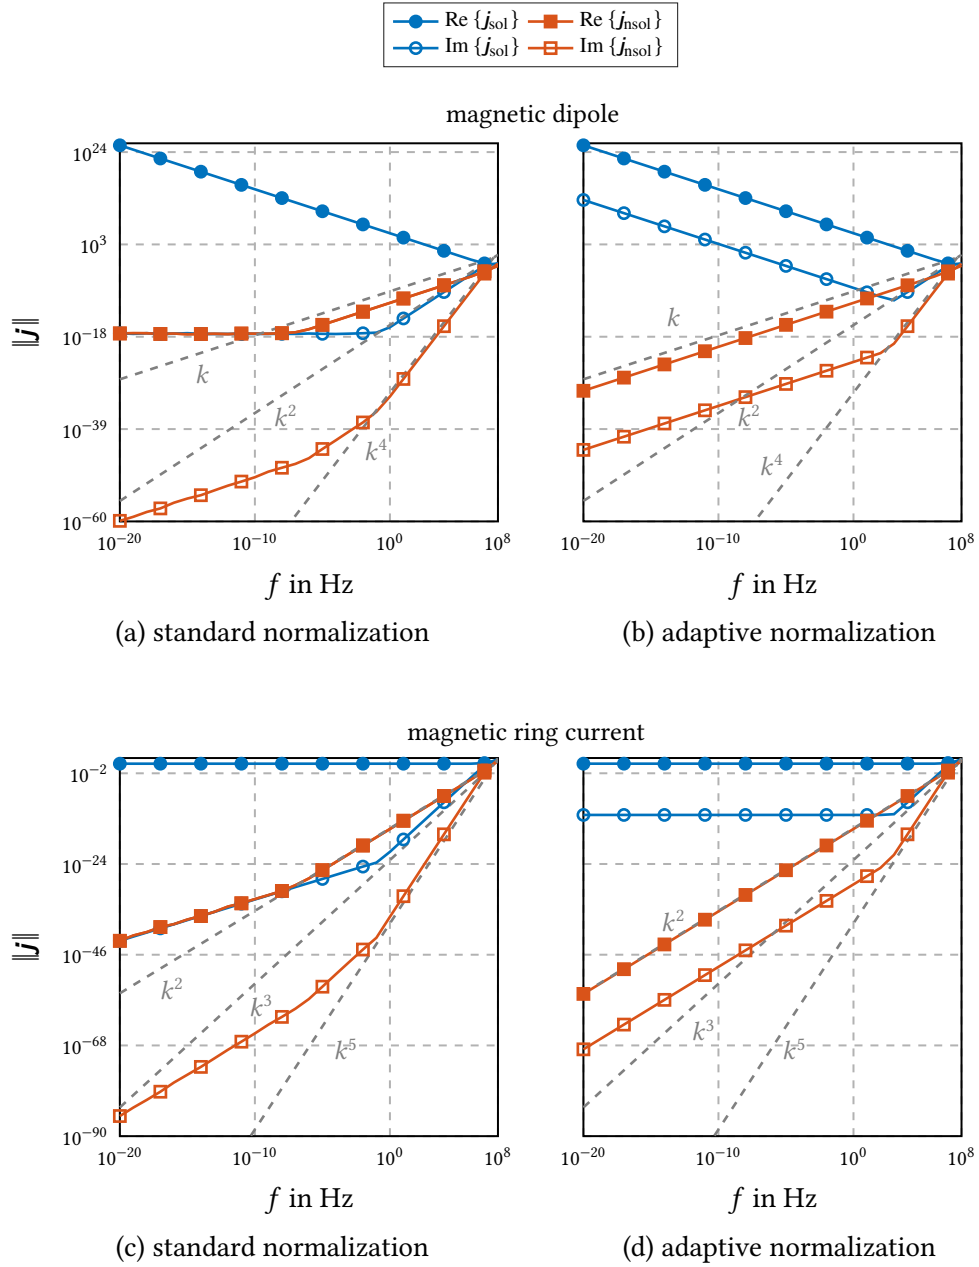 Re {j_sol} Re {j_nsol}
Im {j_sol} Im {j_nsol}
magnetic dipole
10^24
10^3
10^−18
10^−39
10^−60
‖j‖
k
k^2
k^4
10^−20 10^−10 10^0 10^8
f in Hz
(a) standard normalization
k
k^2
k^4
10^−20 10^−10 10^0 10^8
f in Hz
(b) adaptive normalization
magnetic ring current
10^−2
10^−24
10^−46
10^−68
10^−90
‖j‖
k^2
k^3
k^5
10^−20 10^−10 10^0 10^8
f in Hz
(c) standard normalization
k^2
k^3
k^5
10^−20 10^−10 10^0 10^8
f in Hz
(d) adaptive normalization